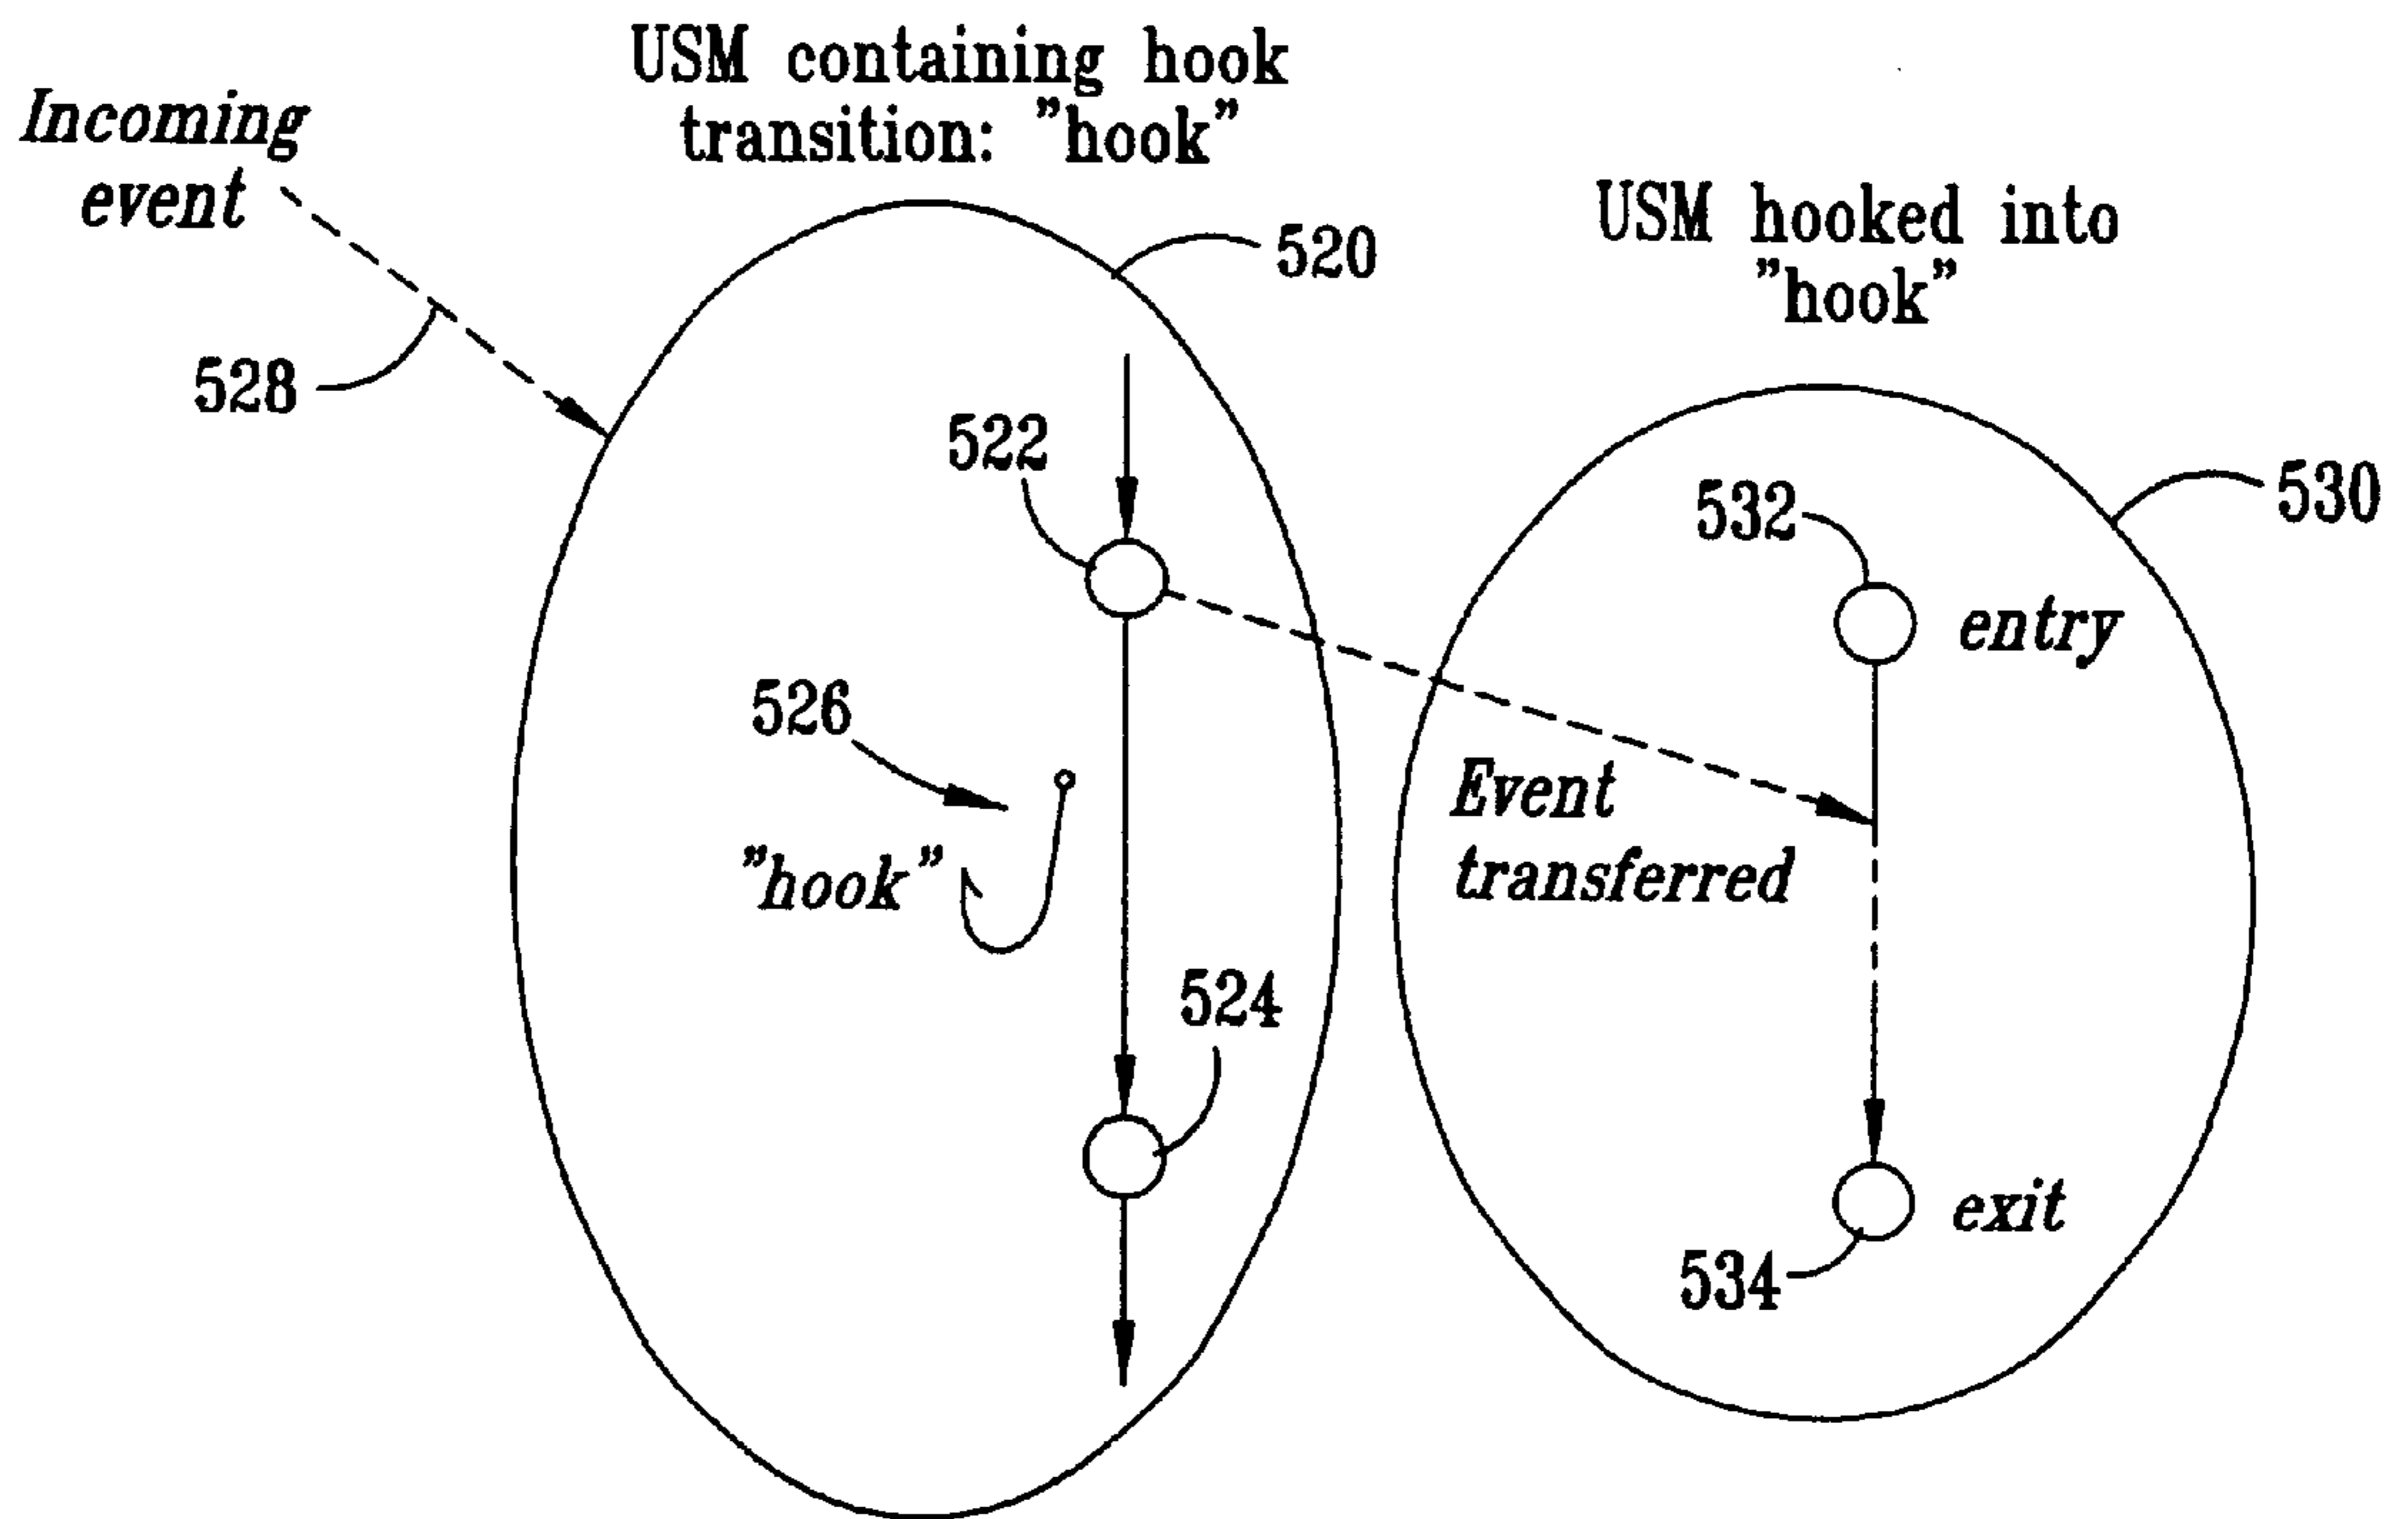 USM containing hook
transition: "hook"
Incoming
event
USM hooked into
"hook"
520
528
522
530
532
entry
526
Event
transferred
"hook"
524
exit
534